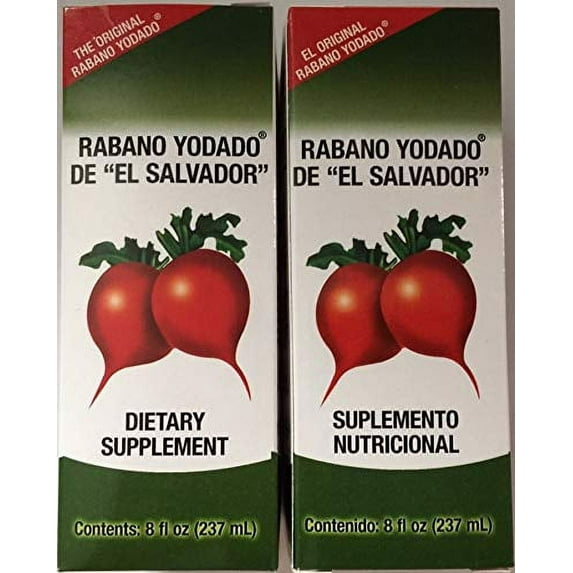 THE ORIGINAL
RABANO YODADO®
RABANO YODADO®
DE “EL SALVADOR”
DIETARY
SUPPLEMENT
Contents: 8 fl oz (237 mL)
EL ORIGINAL
RABANO YODADO®
RABANO YODADO®
DE “EL SALVADOR”
SUPLEMENTO
NUTRICIONAL
Contenido: 8 fl oz (237 mL)